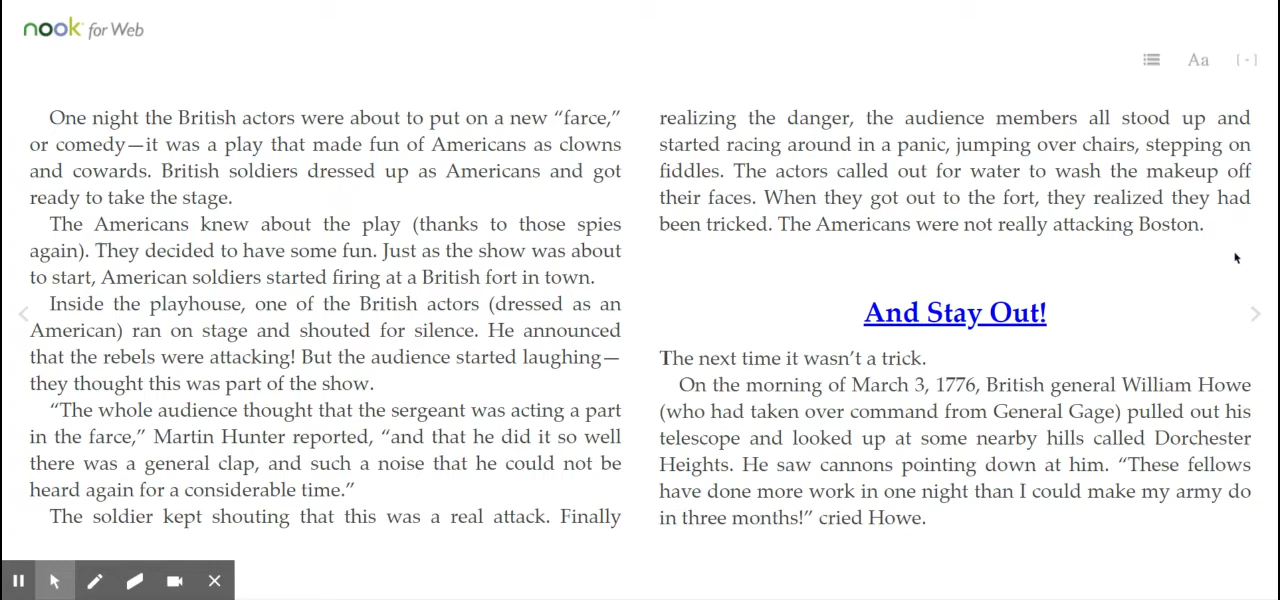 nook for Web
Aa
[ - ]
One night the British actors were about to put on a new “farce,”
or comedy—it was a play that made fun of Americans as clowns
and cowards. British soldiers dressed up as Americans and got
ready to take the stage.
The Americans knew about the play (thanks to those spies
again). They decided to have some fun. Just as the show was about
to start, American soldiers started firing at a British fort in town.
Inside the playhouse, one of the British actors (dressed as an
American) ran on stage and shouted for silence. He announced
that the rebels were attacking! But the audience started laughing—
they thought this was part of the show.
“The whole audience thought that the sergeant was acting a part
in the farce,” Martin Hunter reported, “and that he did it so well
there was a general clap, and such a noise that he could not be
heard again for a considerable time.”
The soldier kept shouting that this was a real attack. Finally
realizing the danger, the audience members all stood up and
started racing around in a panic, jumping over chairs, stepping on
fiddles. The actors called out for water to wash the makeup off
their faces. When they got out to the fort, they realized they had
been tricked. The Americans were not really attacking Boston.
And Stay Out!
The next time it wasn’t a trick.
On the morning of March 3, 1776, British general William Howe
(who had taken over command from General Gage) pulled out his
telescope and looked up at some nearby hills called Dorchester
Heights. He saw cannons pointing down at him. “These fellows
have done more work in one night than I could make my army do
in three months!” cried Howe.